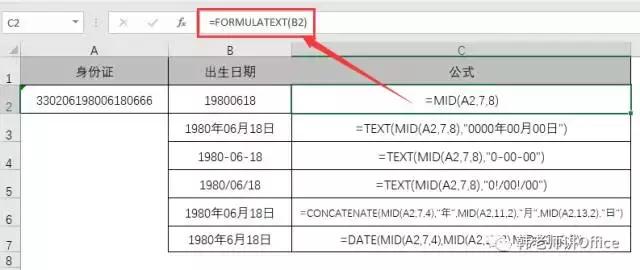 C2 fx =FORMULATEXT(B2)
A B C
1 身份证 出生日期 公式
2 330206198006180666 19800618 =MID(A2,7,8)
3 1980年06月18日 =TEXT(MID(A2,7,8),"0000年00月00日")
4 1980-06-18 =TEXT(MID(A2,7,8),"0-00-00")
5 1980/06/18 =TEXT(MID(A2,7,8),"0!/00!/00")
6 1980年06月18日 =CONCATENATE(MID(A2,7,4),"年",MID(A2,11,2),"月",MID(A2,13,2),"日")
7 1980年6月18日 =DATE(MID(A2,7,4),MID(A2,
韩老师讲Office
8